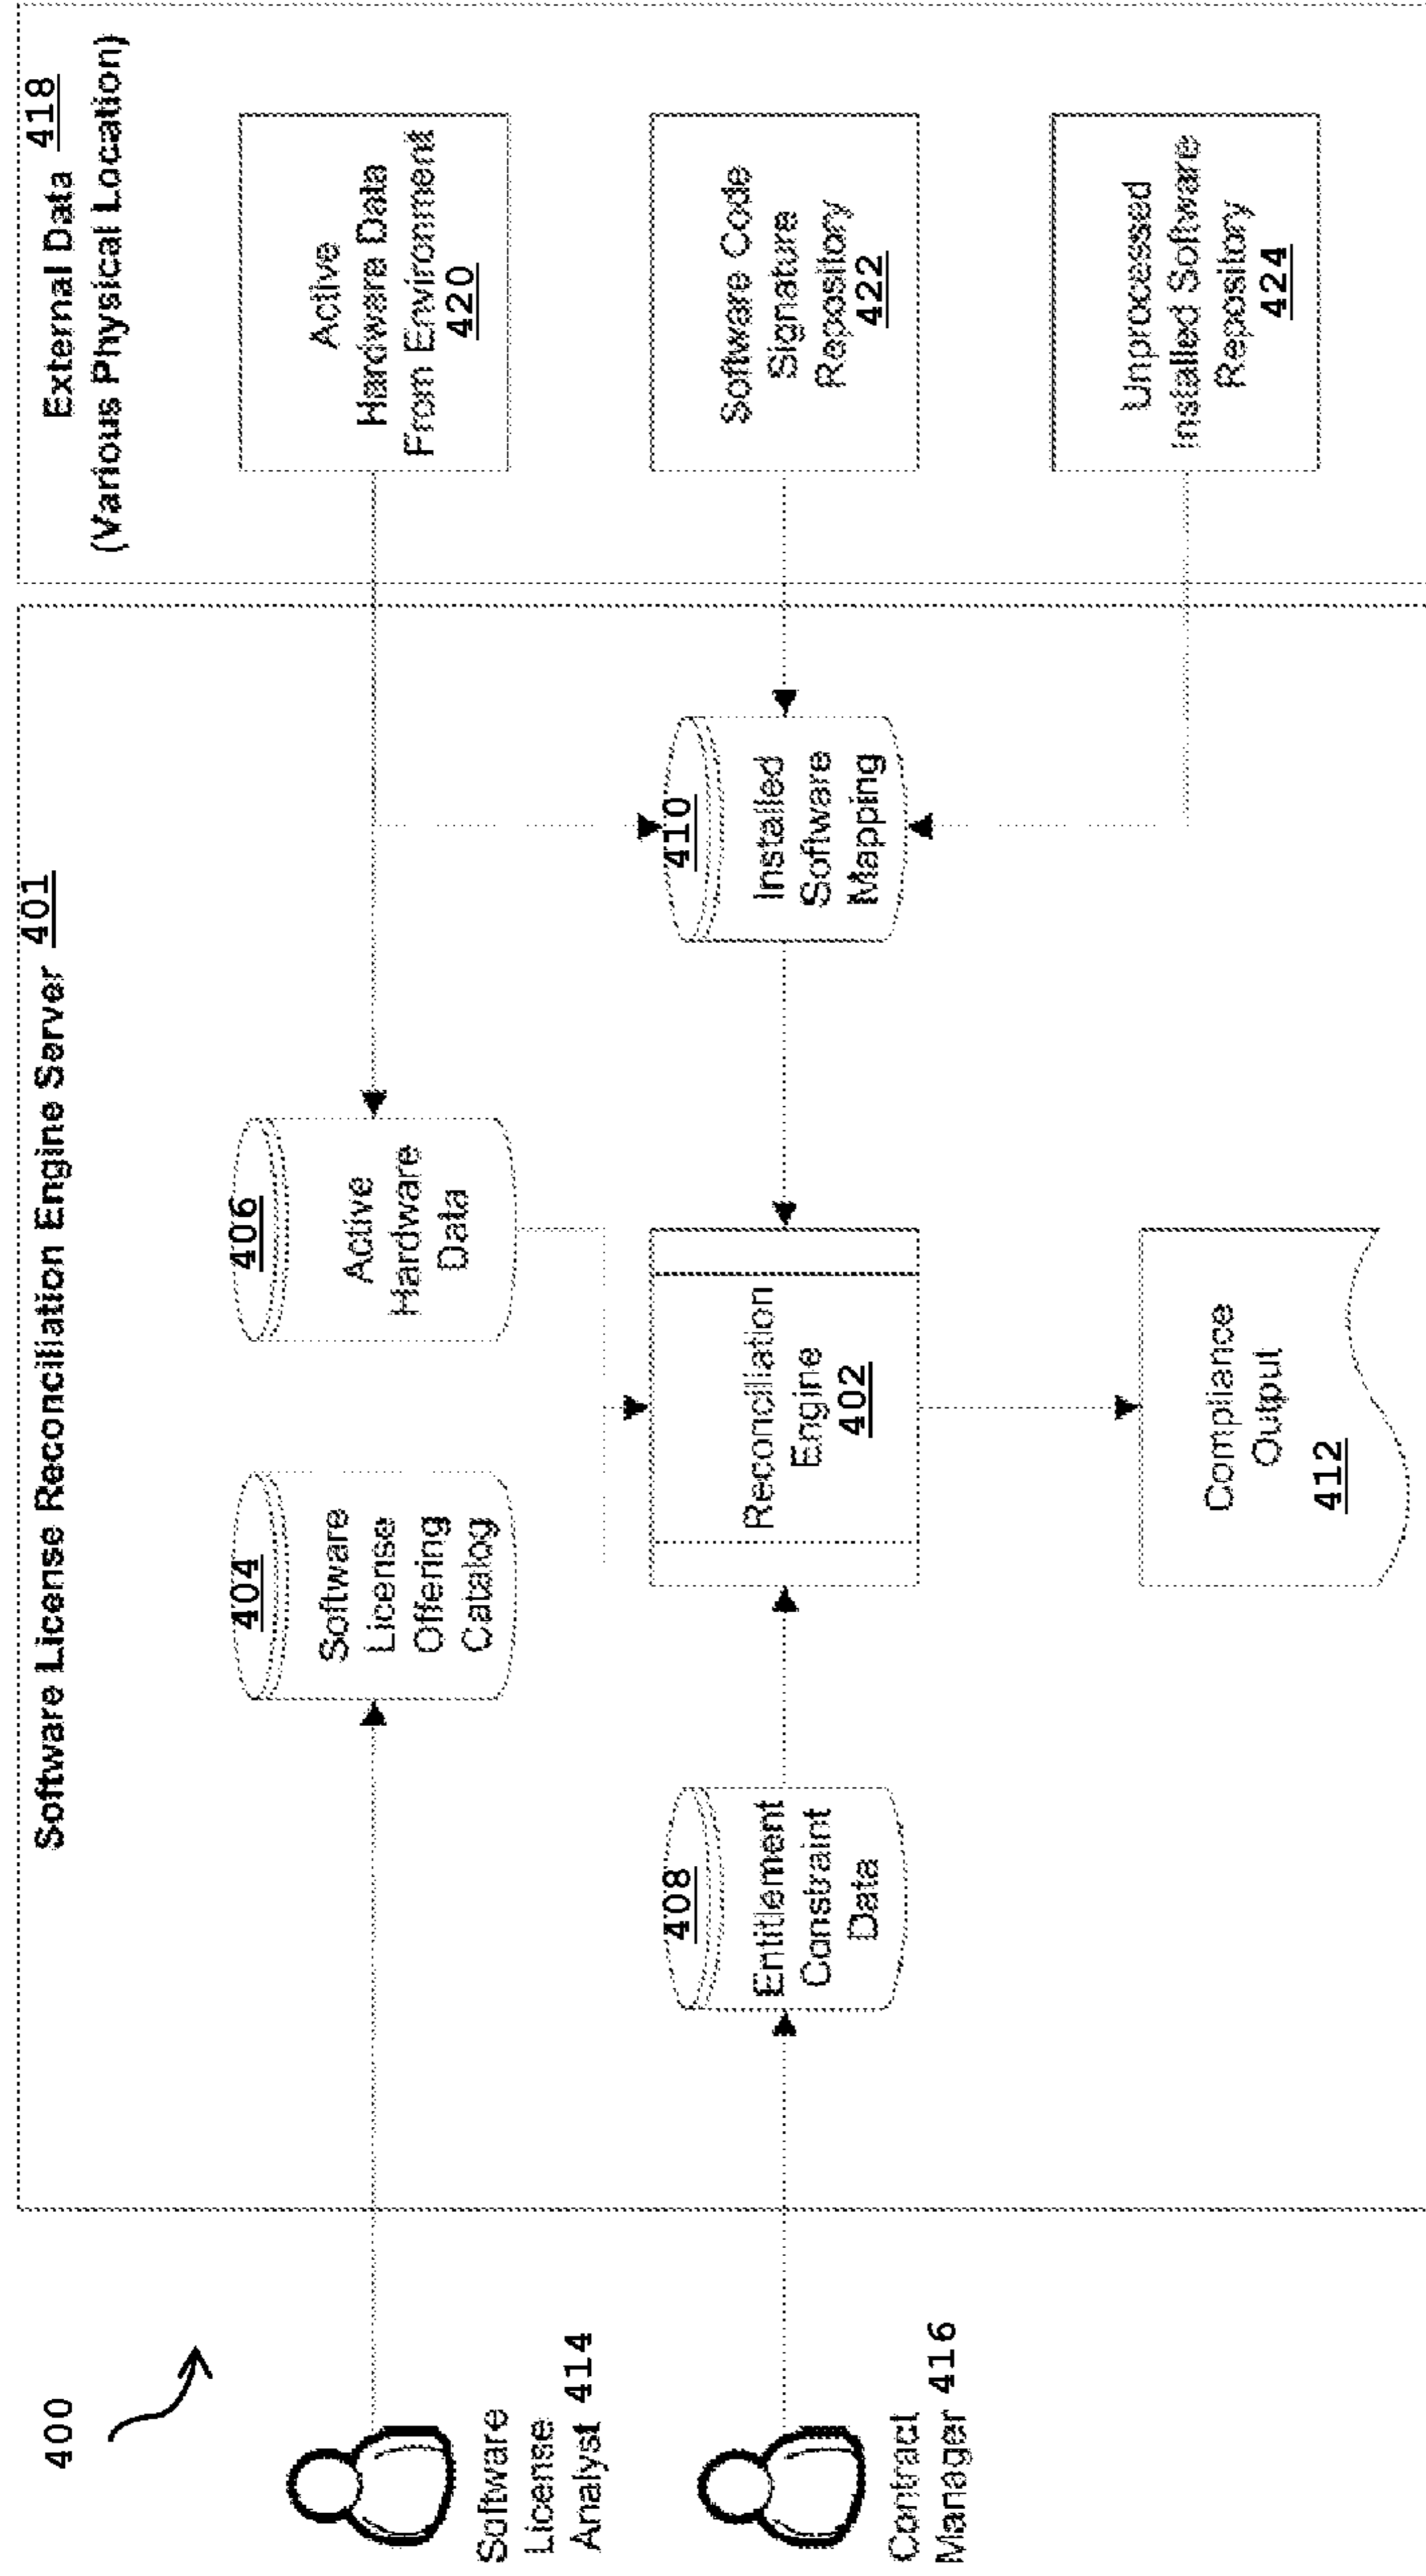 400
Software License Reconciliation Engine Server 401
External Data 418
(Various Physical Location)
Software
License
Analyst 414
404
Software
License
Offering
Catalog
406
Active
Hardware
Data
Active
Hardware Data
From Environment
420
Contract
Manager 416
408
Entitlement
Constraint
Data
Reconciliation
Engine
402
410
Installed
Software
Mapping
Software Code
Signature
Repository
422
Compliance
Output
412
Unprocessed
Installed Software
Repository
424